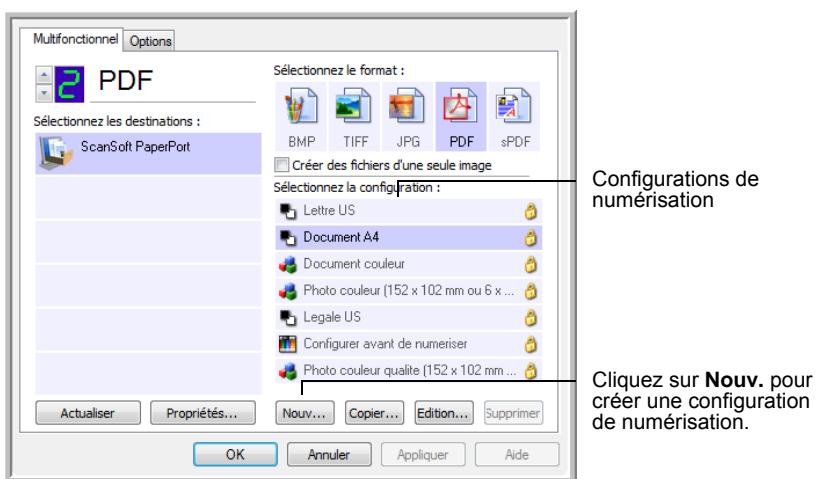 Multifonctionnel Options
2 PDF
Sélectionnez les destinations :
ScanSoft PaperPort
Sélectionnez le format :
BMP TIFF JPG PDF sPDF
Créer des fichiers d'une seule image
Sélectionnez la configuration :
Lettre US
Document A4
Document couleur
Photo couleur (152 x 102 mm ou 6 x ...
Legale US
Configurer avant de numeriser
Photo couleur qualite (152 x 102 mm ...
Actualiser Propriétés... Nouv... Copier... Edition... Supprimer
OK Annuler Appliquer Aide
Configurations de
numérisation
Cliquez sur Nouv. pour
créer une configuration
de numérisation.